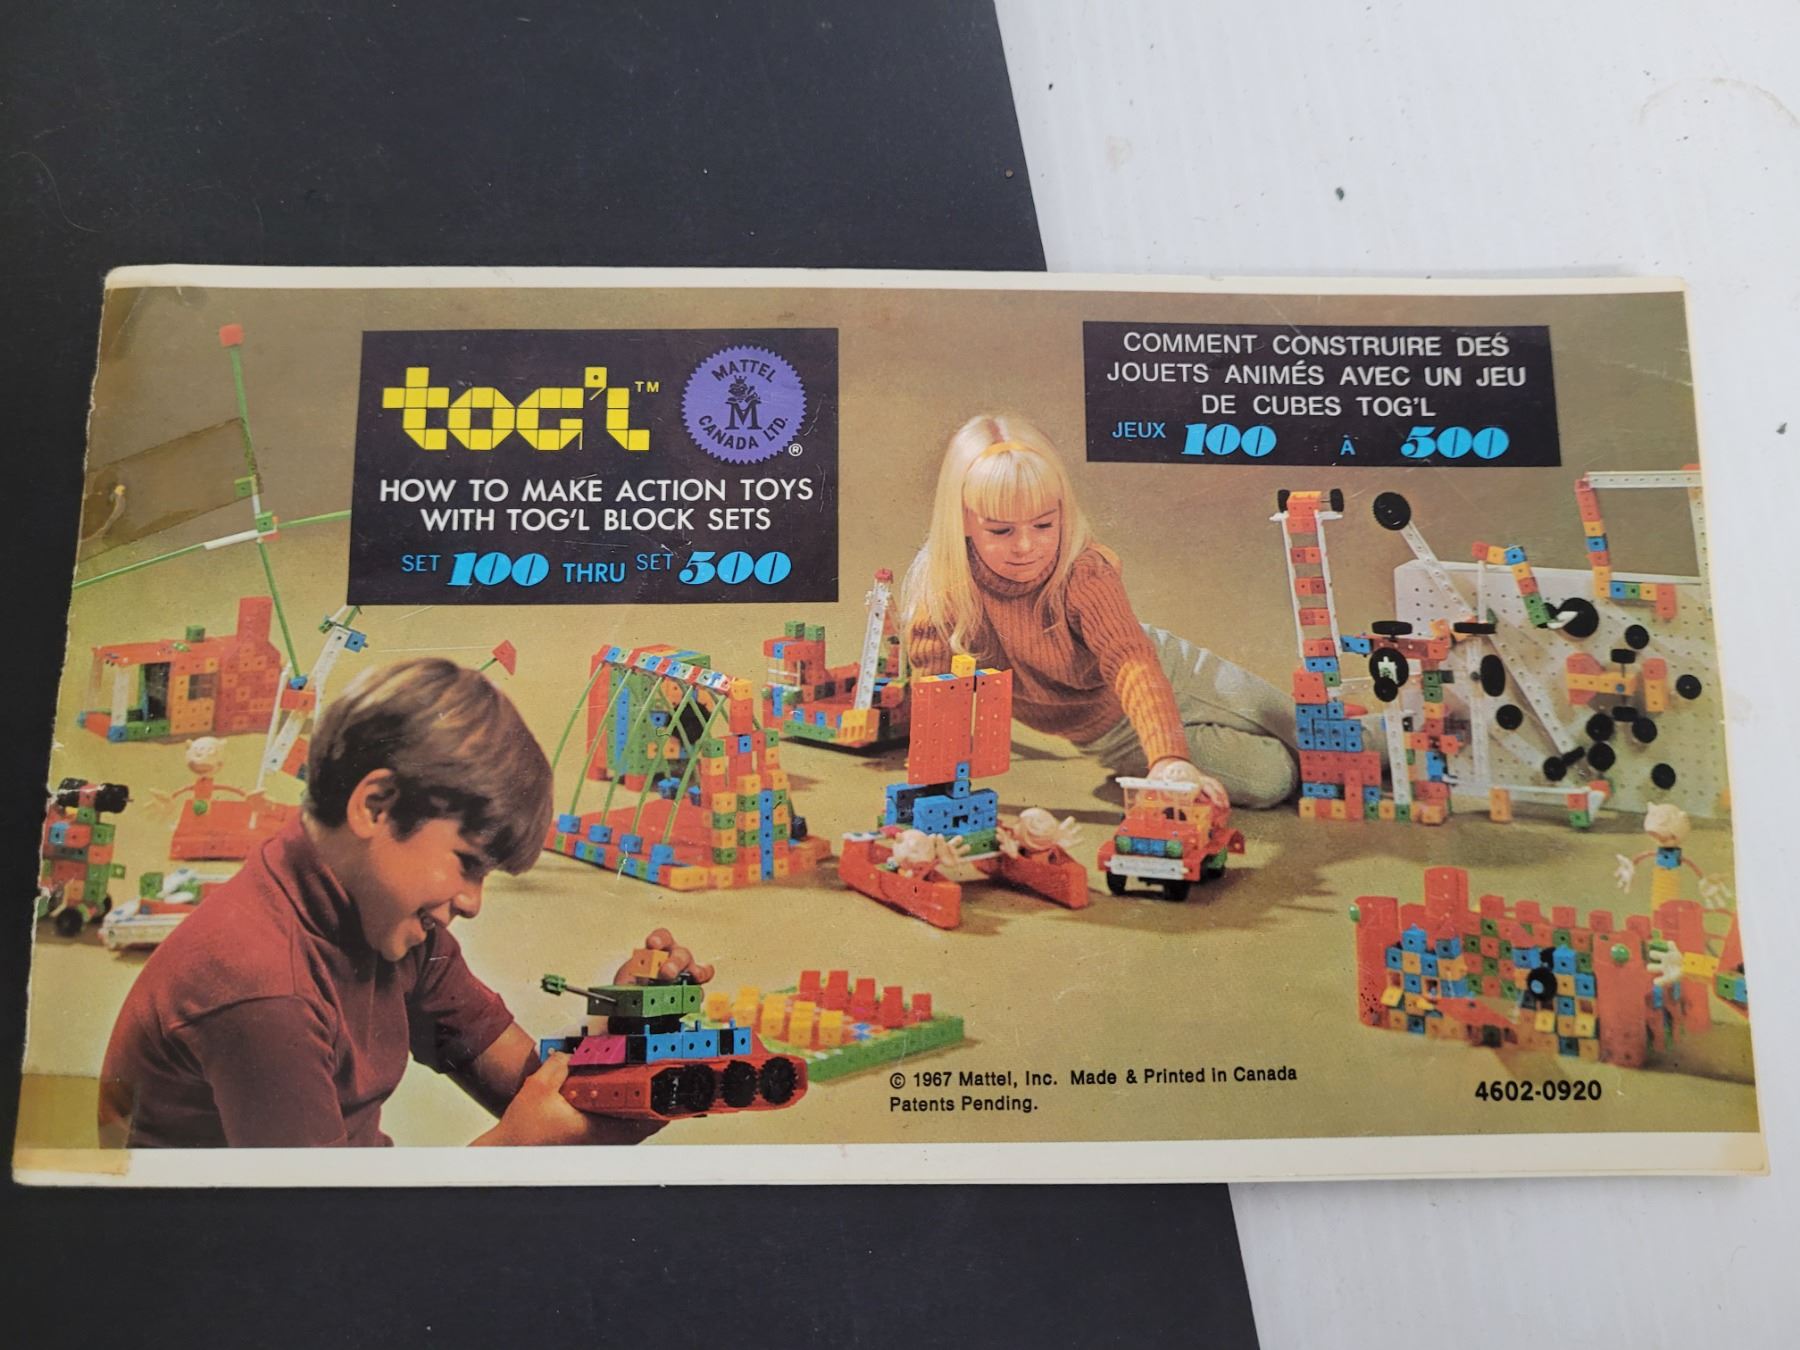 tog'l™
MATTEL
M
CANADA LTD.
®
HOW TO MAKE ACTION TOYS
WITH TOG'L BLOCK SETS
SET 100 THRU SET 500
COMMENT CONSTRUIRE DES
JOUETS ANIMÉS AVEC UN JEU
DE CUBES TOG'L
JEUX 100 À 500
© 1967 Mattel, Inc. Made & Printed in Canada
Patents Pending.
4602-0920